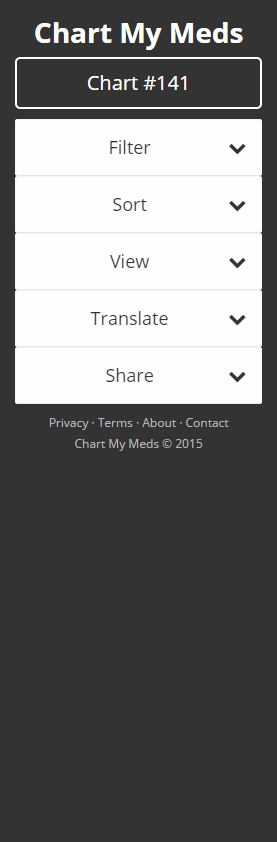 Chart My Meds
Chart #141
Filter
Sort
View
Translate
Share
Privacy · Terms · About · Contact
Chart My Meds © 2015